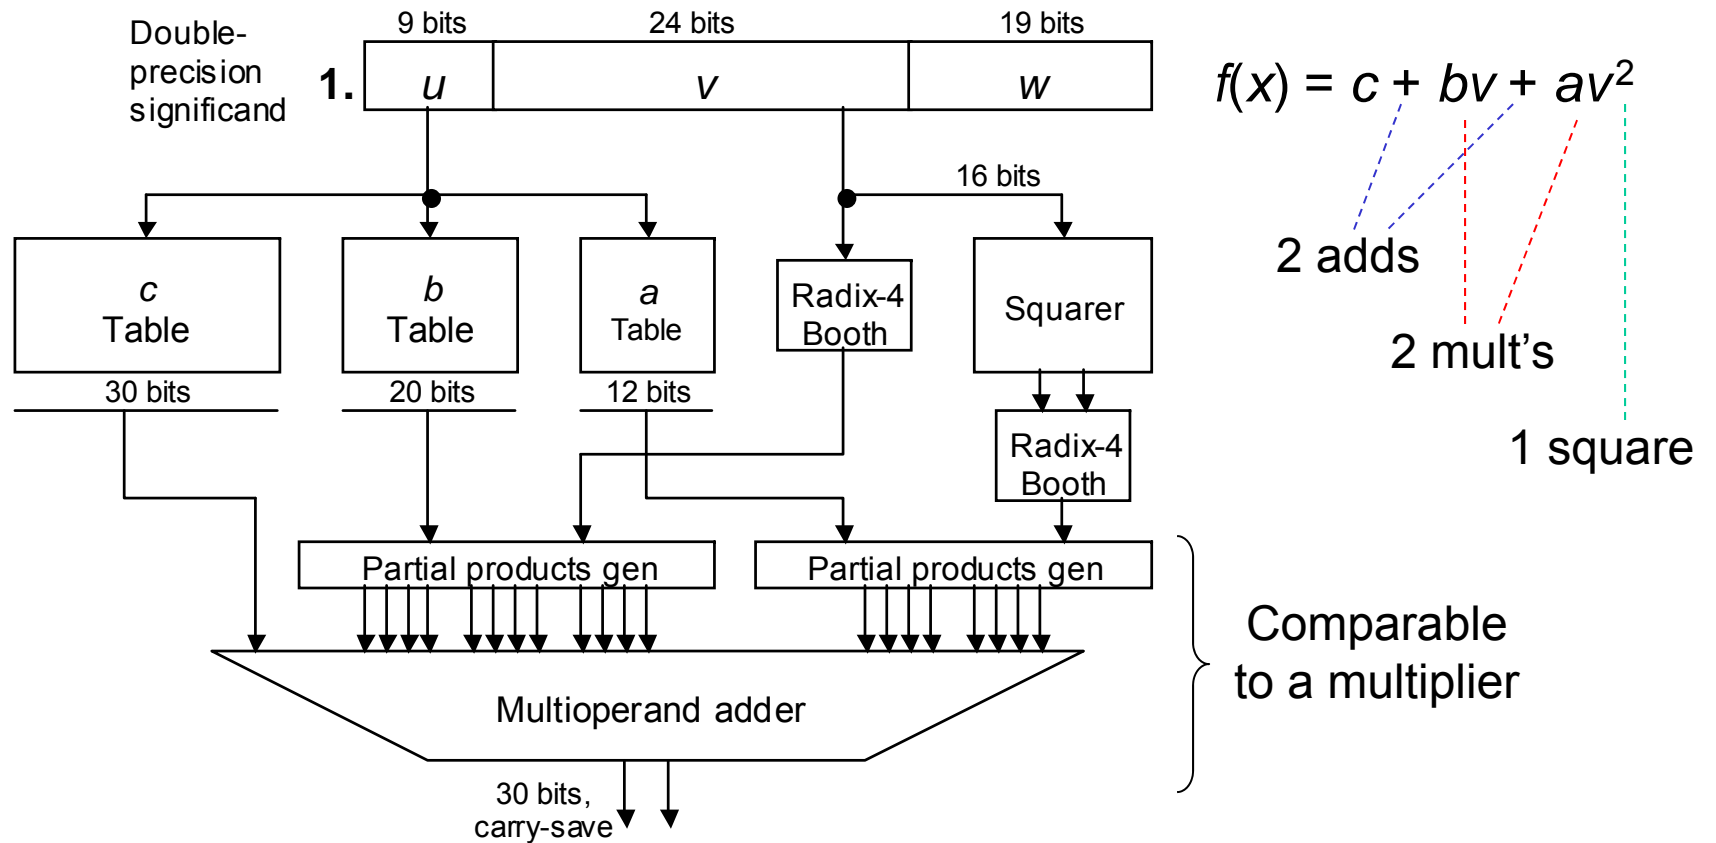 Double-
precision
significand
9 bits
24 bits
19 bits
1.
u
v
w
f(x) = c + bv + av²
16 bits
2 adds
2 mult's
1 square
c
Table
b
Table
a
Table
Radix-4
Booth
Squarer
30 bits
20 bits
12 bits
Radix-4
Booth
Partial products gen
Partial products gen
Multioperand adder
Comparable
to a multiplier
30 bits,
carry-save